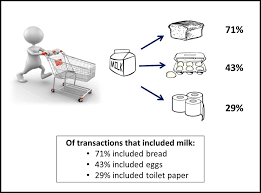 71%
MILK
43%
29%
Of transactions that included milk:
• 71% included bread
• 43% included eggs
• 29% included toilet paper